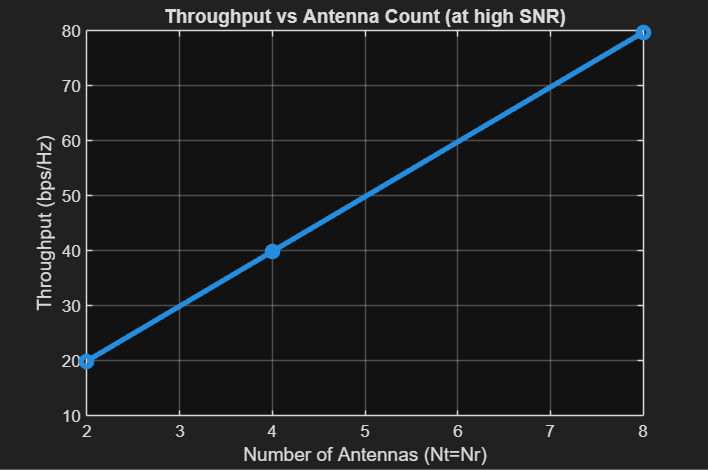 Throughput vs Antenna Count (at high SNR)
Throughput (bps/Hz)
80
70
60
50
40
30
20
10
2 3 4 5 6 7 8
Number of Antennas (Nt=Nr)